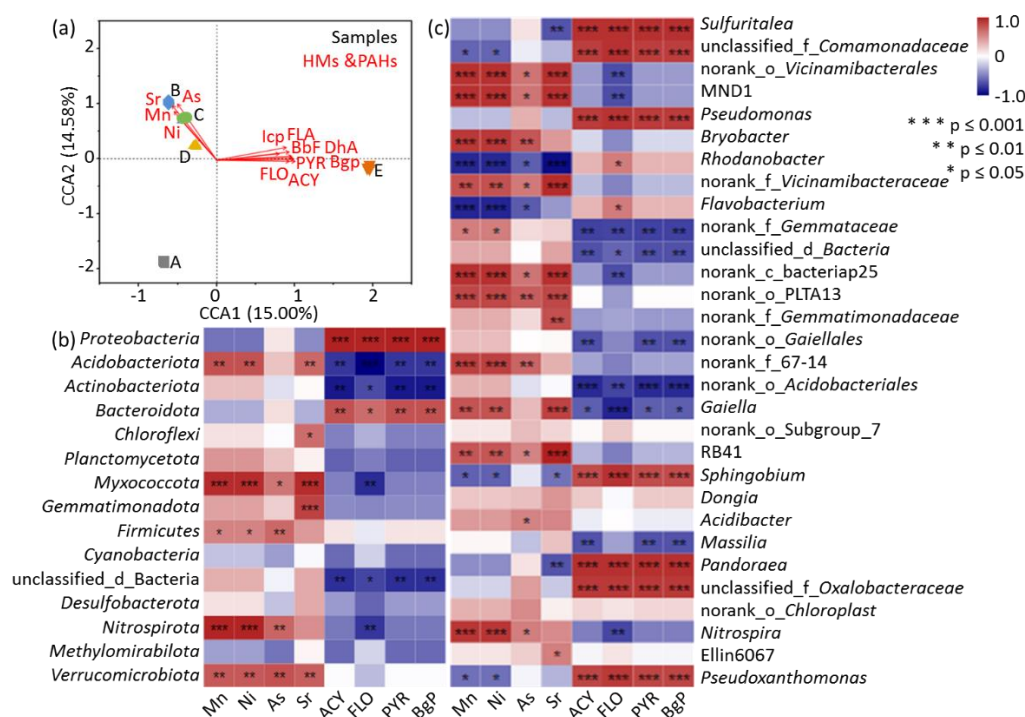 (a)
Samples
HMs &PAHs
2
1
0
-1
-2
CCA2 (14.58%)
B
Sr As
Mn
C
Ni
D
Icp FLA
BbF DhA
PYR Bgp
FLO ACY
E
A
-1 0 1 2
CCA1 (15.00%)
(b)
Proteobacteria *** *** *** ***
Acidobacteriota ** ** ** ** *** ** **
Actinobacteriota ** * ** **
Bacteroidota ** * ** **
Chloroflexi *
Planctomycetota
Myxococcota *** *** * *** **
Gemmatimonadota ***
Firmicutes * * **
Cyanobacteria
unclassified_d_Bacteria ** * ** **
Desulfobacterota
Nitrospirota *** *** ** **
Methylomirabilota
Verrucomicrobiota ** ** ** **
Mn Ni As Sr ACY FLO PYR BgP
(c)
** *** *** *** *** Sulfuritalea
* * *** *** *** *** unclassified_f_Comamonadaceae
*** *** * *** ** norank_o_Vicinamibacterales
*** *** * *** ** MND1
*** *** *** *** Pseudomonas
*** *** ** Bryobacter
*** *** * *** * Rhodanobacter
** ** * *** norank_f_Vicinamibacteraceae
*** *** * * Flavobacterium
* * ** ** ** ** norank_f_Gemmataceae
** * ** ** unclassified_d_Bacteria
*** *** * *** ** norank_c_bacteriap25
*** *** ** *** norank_o_PLTA13
** norank_f_Gemmatimonadaceae
** ** ** norank_o_Gaiellales
*** *** ** norank_f_67-14
*** ** *** *** norank_o_Acidobacteriales
** ** *** * *** * * Gaiella
norank_o_Subgroup_7
** ** * *** RB41
* * * *** *** *** *** Sphingobium
Dongia
* Acidibacter
** ** ** Massilia
** *** *** *** *** Pandoraea
*** *** *** *** unclassified_f_Oxalobacteraceae
norank_o_Chloroplast
*** *** * ** Nitrospira
* Ellin6067
* * *** *** *** *** Pseudoxanthomonas
Mn Ni As Sr ACY FLO PYR BgP
1.0
0
-1.0
* * * p ≤ 0.001
* * p ≤ 0.01
* p ≤ 0.05